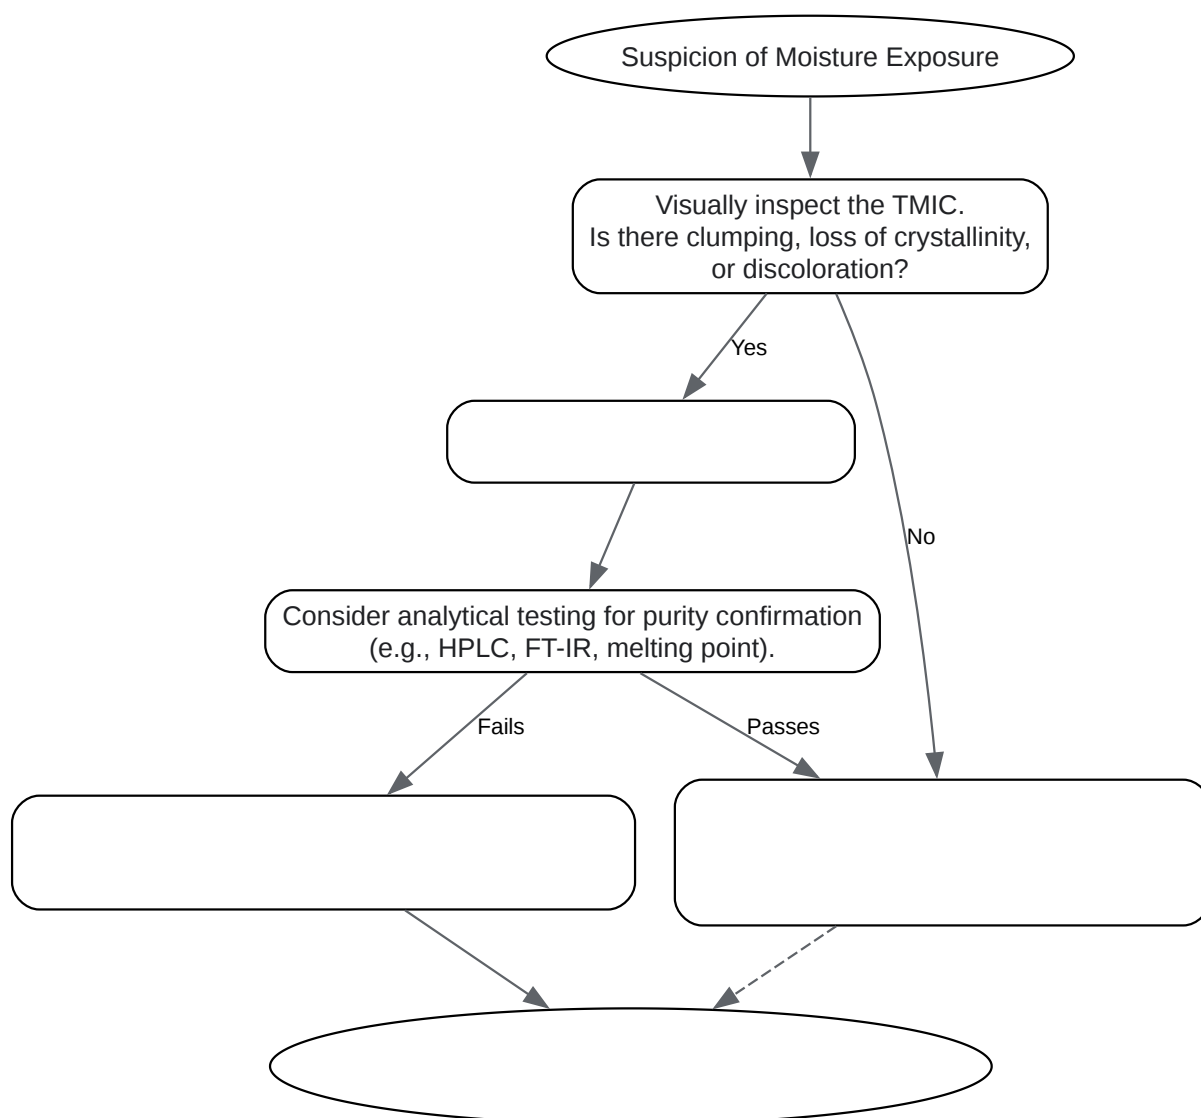 Suspicion of Moisture Exposure
Visually inspect the TMIC.
Is there clumping, loss of crystallinity,
or discoloration?
Yes
No
Consider analytical testing for purity confirmation
(e.g., HPLC, FT-IR, melting point).
Fails
Passes